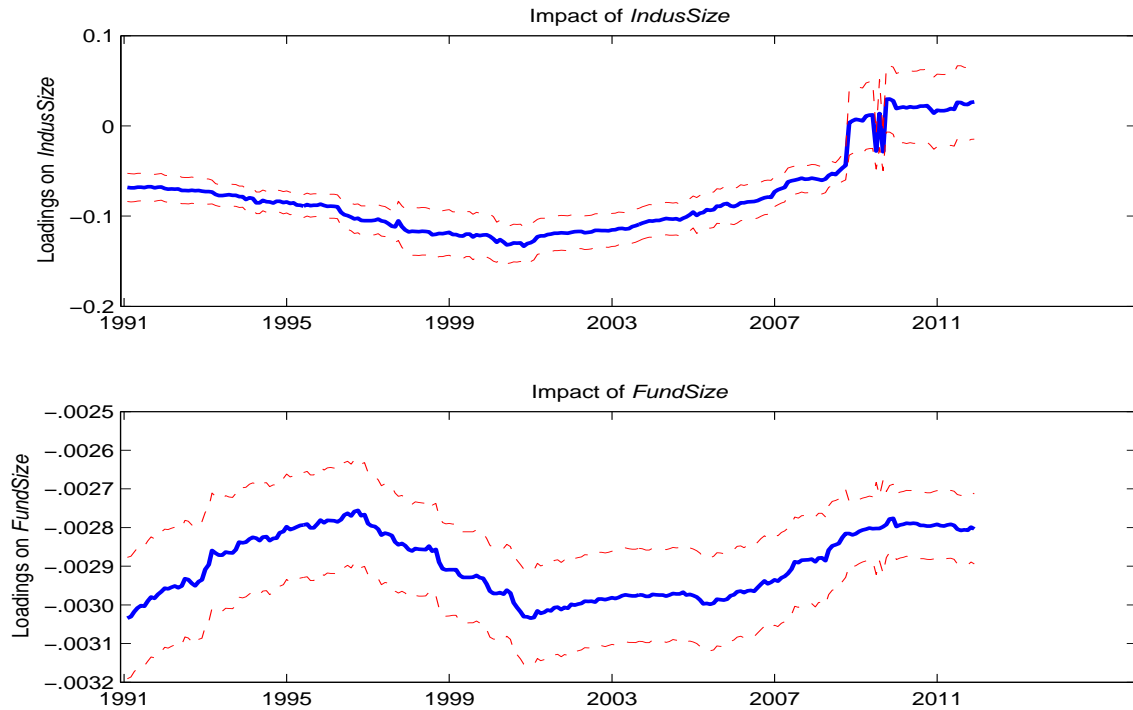 Impact of IndusSize
Loadings on IndusSize
0.1
0
−0.1
−0.2
1991 1995 1999 2003 2007 2011
Impact of FundSize
Loadings on FundSize
−.0025
−.0026
−.0027
−.0028
−.0029
−.0030
−.0031
−.0032
1991 1995 1999 2003 2007 2011